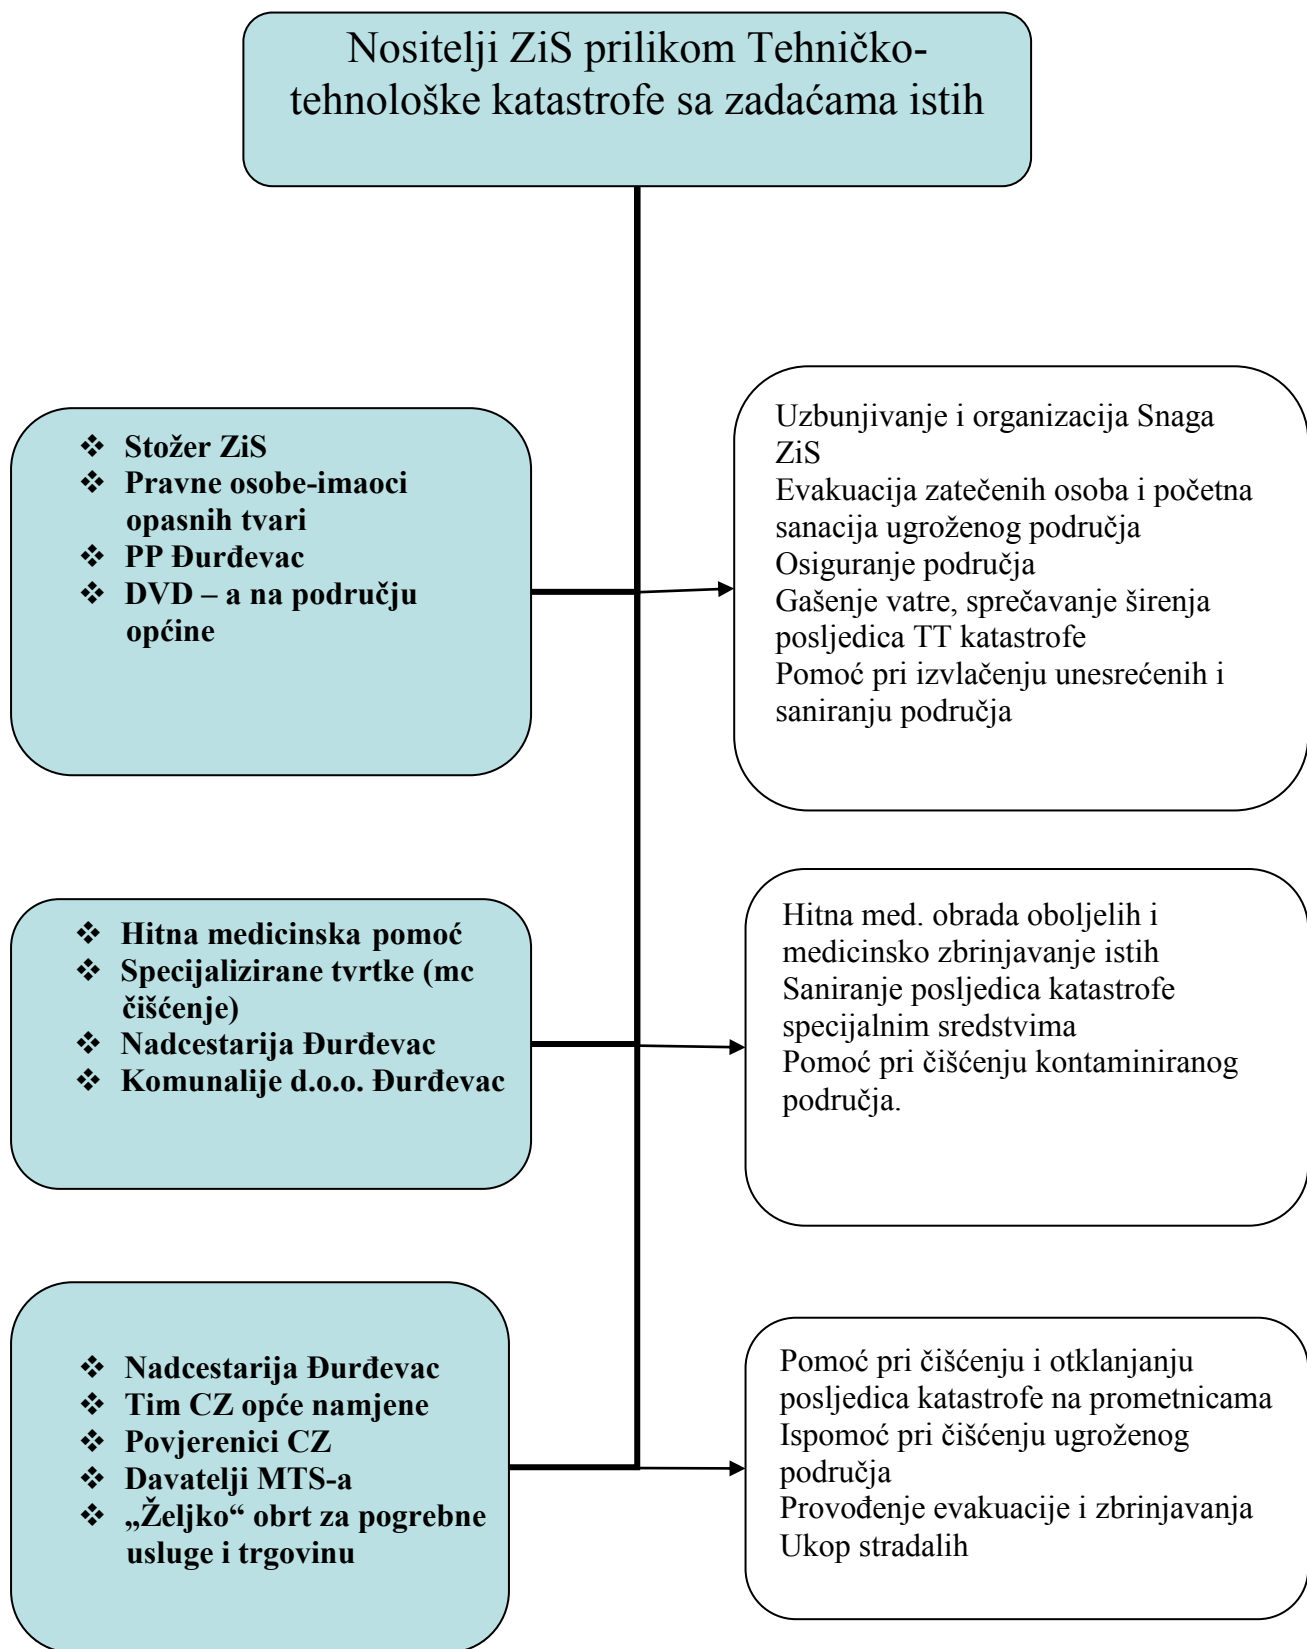 Nositelji ZiS prilikom Tehničko-
tehnološke katastrofe sa zadaćama istih
❖ Stožer ZiS
❖ Pravne osobe-imaoci
opasnih tvari
❖ PP Đurđevac
❖ DVD – a na području
općine
Uzbunjivanje i organizacija Snaga
ZiS
Evakuacija zatečenih osoba i početna
sanacija ugroženog područja
Osiguranje područja
Gašenje vatre, sprečavanje širenja
posljedica TT katastrofe
Pomoć pri izvlačenju unesrećenih i
saniranju područja
❖ Hitna medicinska pomoć
❖ Specijalizirane tvrtke (mc
čišćenje)
❖ Nadcestarija Đurđevac
❖ Komunalije d.o.o. Đurđevac
Hitna med. obrada oboljelih i
medicinsko zbrinjavanje istih
Saniranje posljedica katastrofe
specijalnim sredstvima
Pomoć pri čišćenju kontaminiranog
područja.
❖ Nadcestarija Đurđevac
❖ Tim CZ opće namjene
❖ Povjerenici CZ
❖ Davatelji MTS-a
❖ „Željko“ obrt za pogrebne
usluge i trgovinu
Pomoć pri čišćenju i otklanjanju
posljedica katastrofe na prometnicama
Ispomoć pri čišćenju ugroženog
područja
Provođenje evakuacije i zbrinjavanja
Ukop stradalih